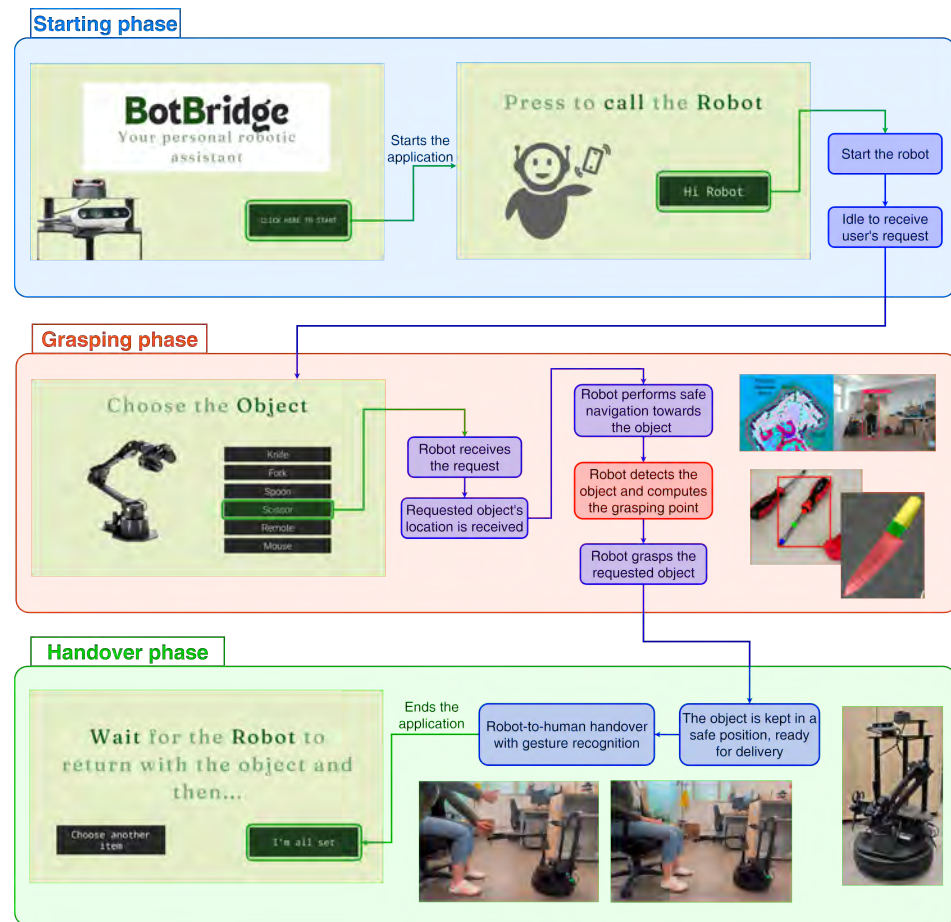 Starting phase
BotBridge
Your personal robotic
assistant
CLICK HERE TO START
Starts the
application
Press to call the Robot
Hi Robot
Start the robot
Idle to receive
user's request
Grasping phase
Choose the Object
Knife
Fork
Spoon
Scissor
Remote
Mouse
Robot receives
the request
Requested object's
location is received
Robot performs safe
navigation towards
the object
Robot detects the
object and computes
the grasping point
Robot grasps the
requested object
Handover phase
Wait for the Robot to
return with the object and
then...
Choose another
item
I'm all set
Ends the
application
Robot-to-human handover
with gesture recognition
The object is kept in a
safe position, ready
for delivery